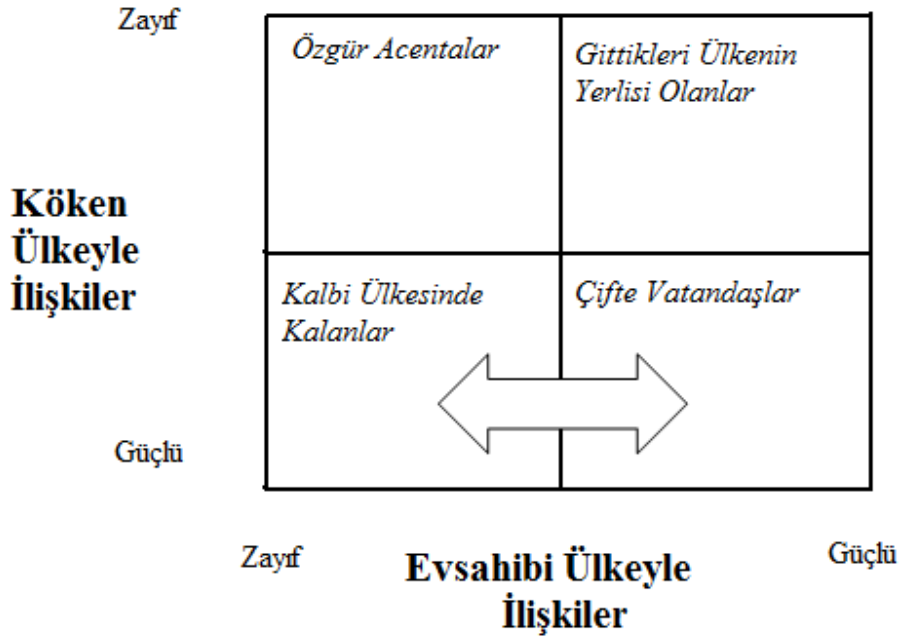 Zayıf
Özgür Acentalar
Gittikleri Ülkenin
Yerlisi Olanlar
Köken
Ülkeyle
İlişkiler
Kalbi Ülkesinde
Kalanlar
Çifte Vatandaşlar
Güçlü
Zayıf
Evsahibi Ülkeyle
İlişkiler
Güçlü